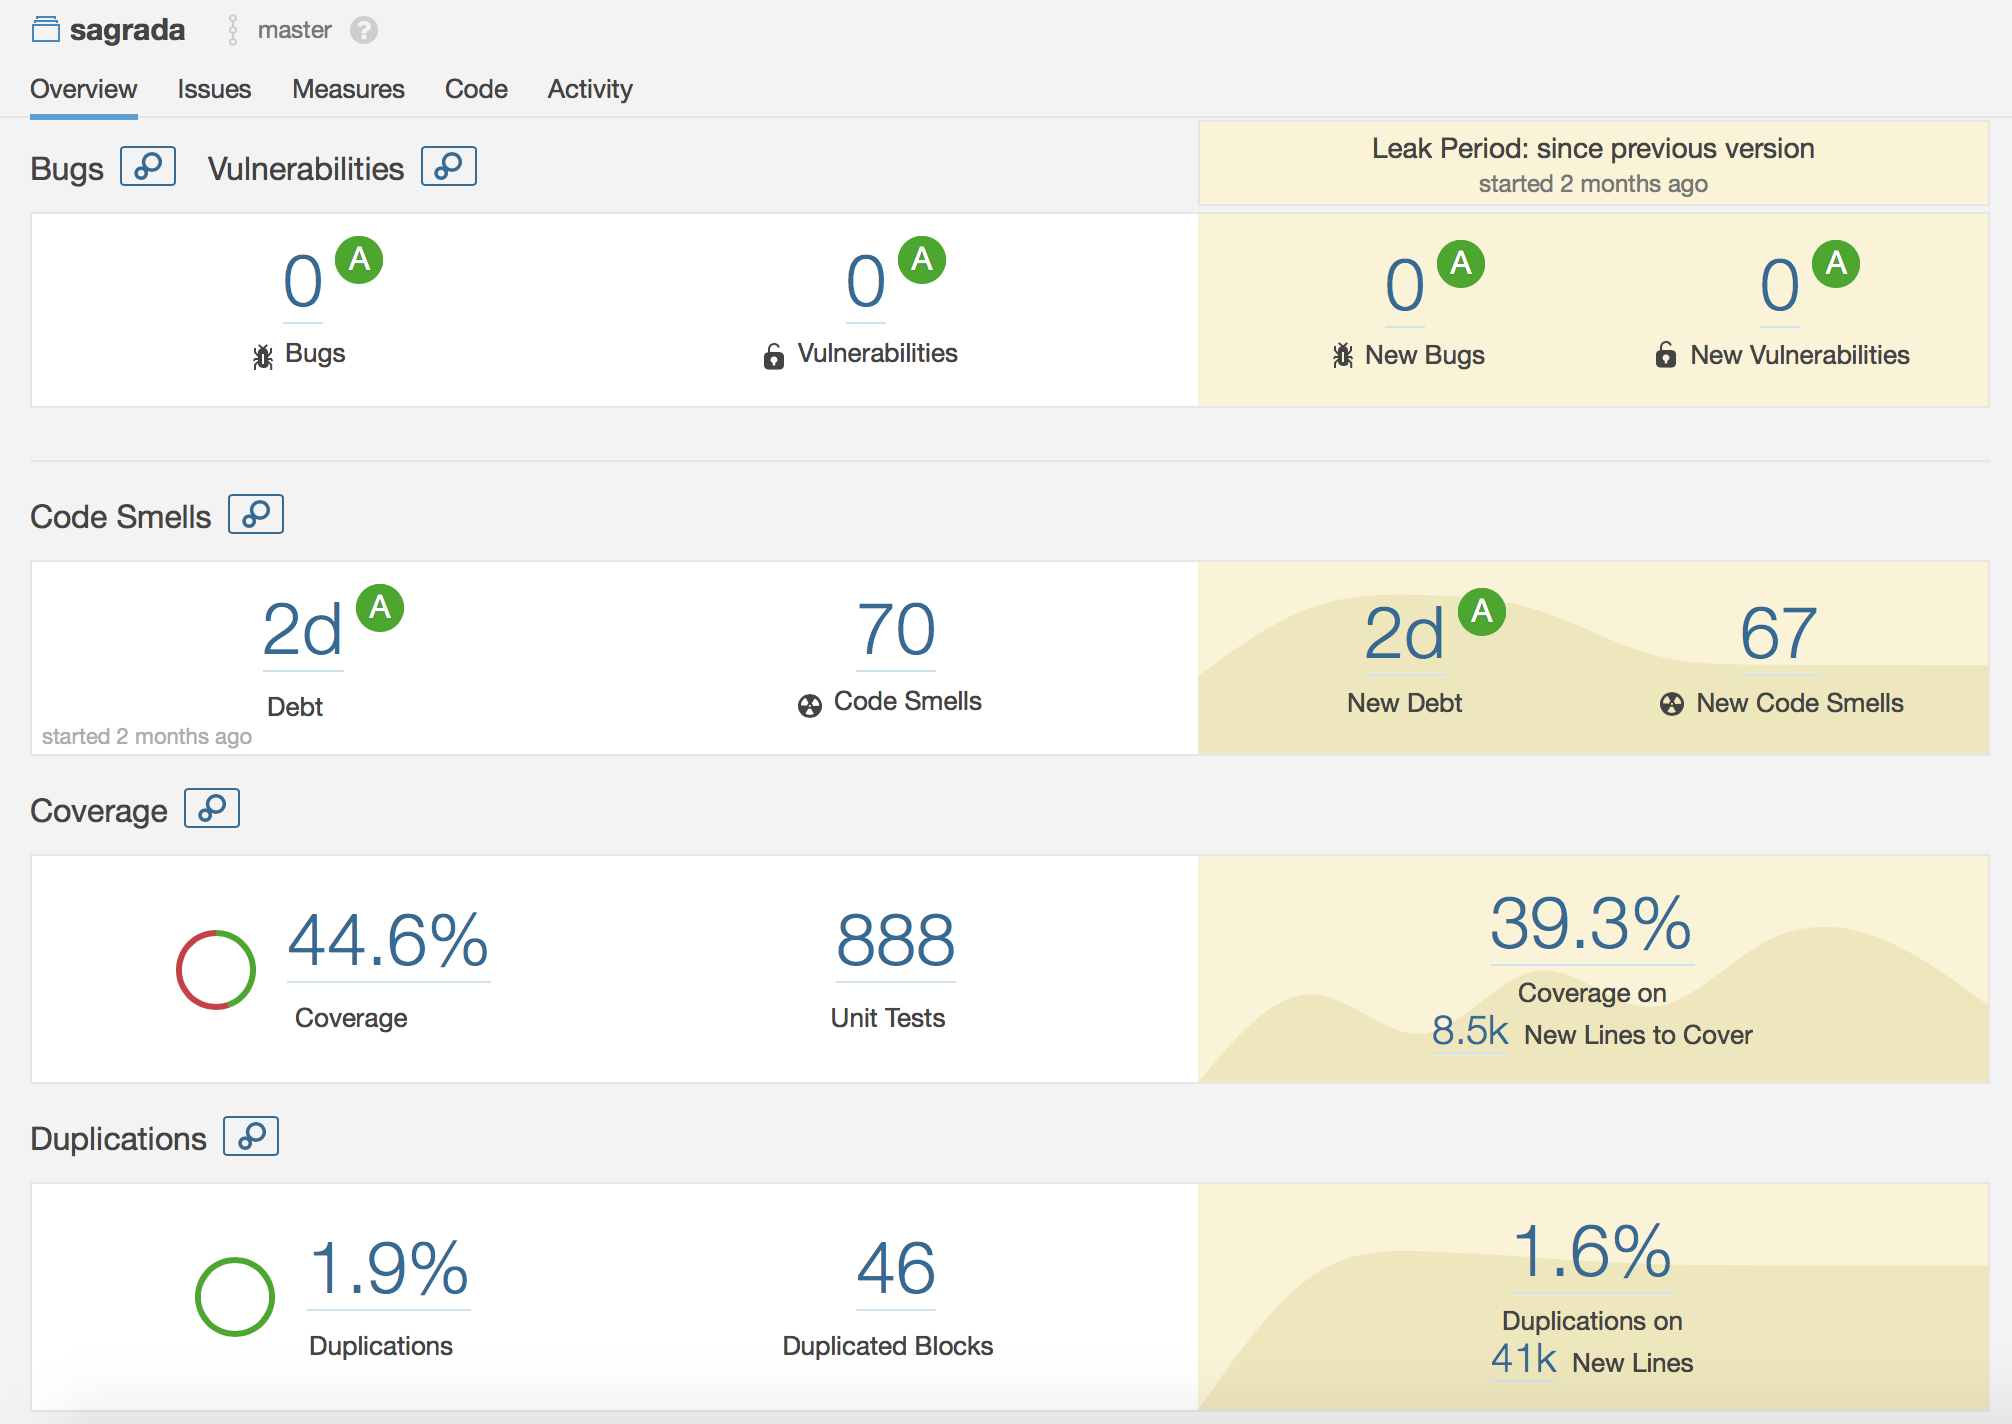 sagrada master ?
Overview Issues Measures Code Activity
Leak Period: since previous version
started 2 months ago
Bugs Vulnerabilities
0 A 0 A 0 A 0 A
Bugs Vulnerabilities New Bugs New Vulnerabilities
Code Smells
2d A 70 2d A 67
Debt Code Smells New Debt New Code Smells
started 2 months ago
Coverage
44.6% 888 39.3%
Coverage Unit Tests Coverage on
8.5k New Lines to Cover
Duplications
1.9% 46 1.6%
Duplications Duplicated Blocks Duplications on
41k New Lines